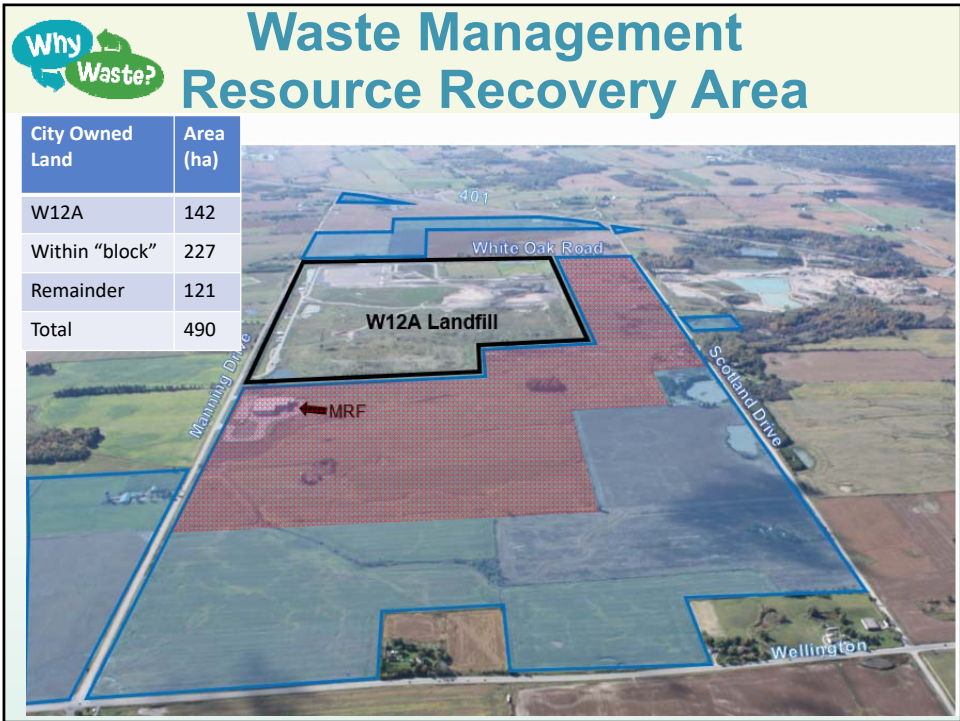 Why
Waste?
Waste Management
Resource Recovery Area
City Owned Land Area (ha)
W12A 142
Within “block” 227
Remainder 121
Total 490
401
White Oak Road
W12A Landfill
Manning Drive
Scotland Drive
MRF
Wellington